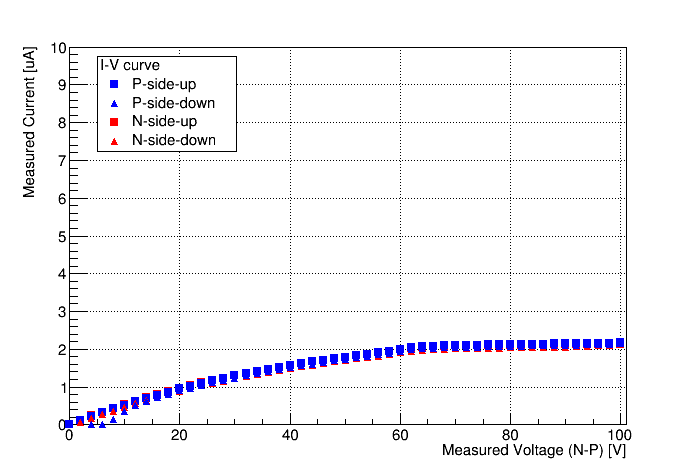 Measured Current [uA]
10
9
8
7
6
5
4
3
2
1
0
I-V curve
P-side-up
P-side-down
N-side-up
N-side-down
0 20 40 60 80 100
Measured Voltage (N-P) [V]